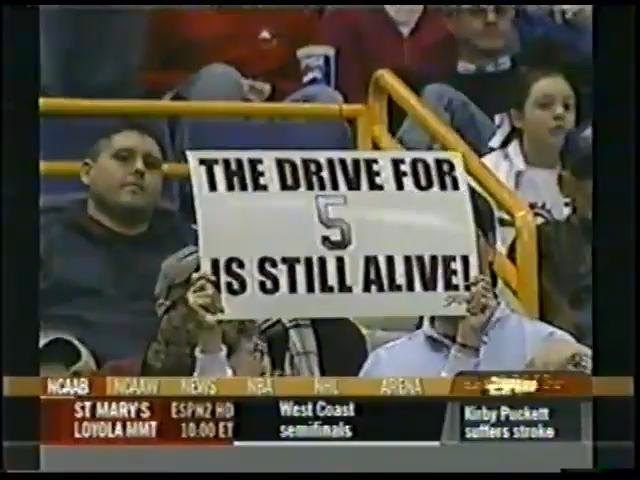 THE DRIVE FOR
5
IS STILL ALIVE!
NCAAB NCAAW NEWS NBA NHL ARENA
ST MARY'S ESPN2 HD West Coast Kirby Puckett
LOYOLA MMT 10:00 ET semifinals suffers stroke